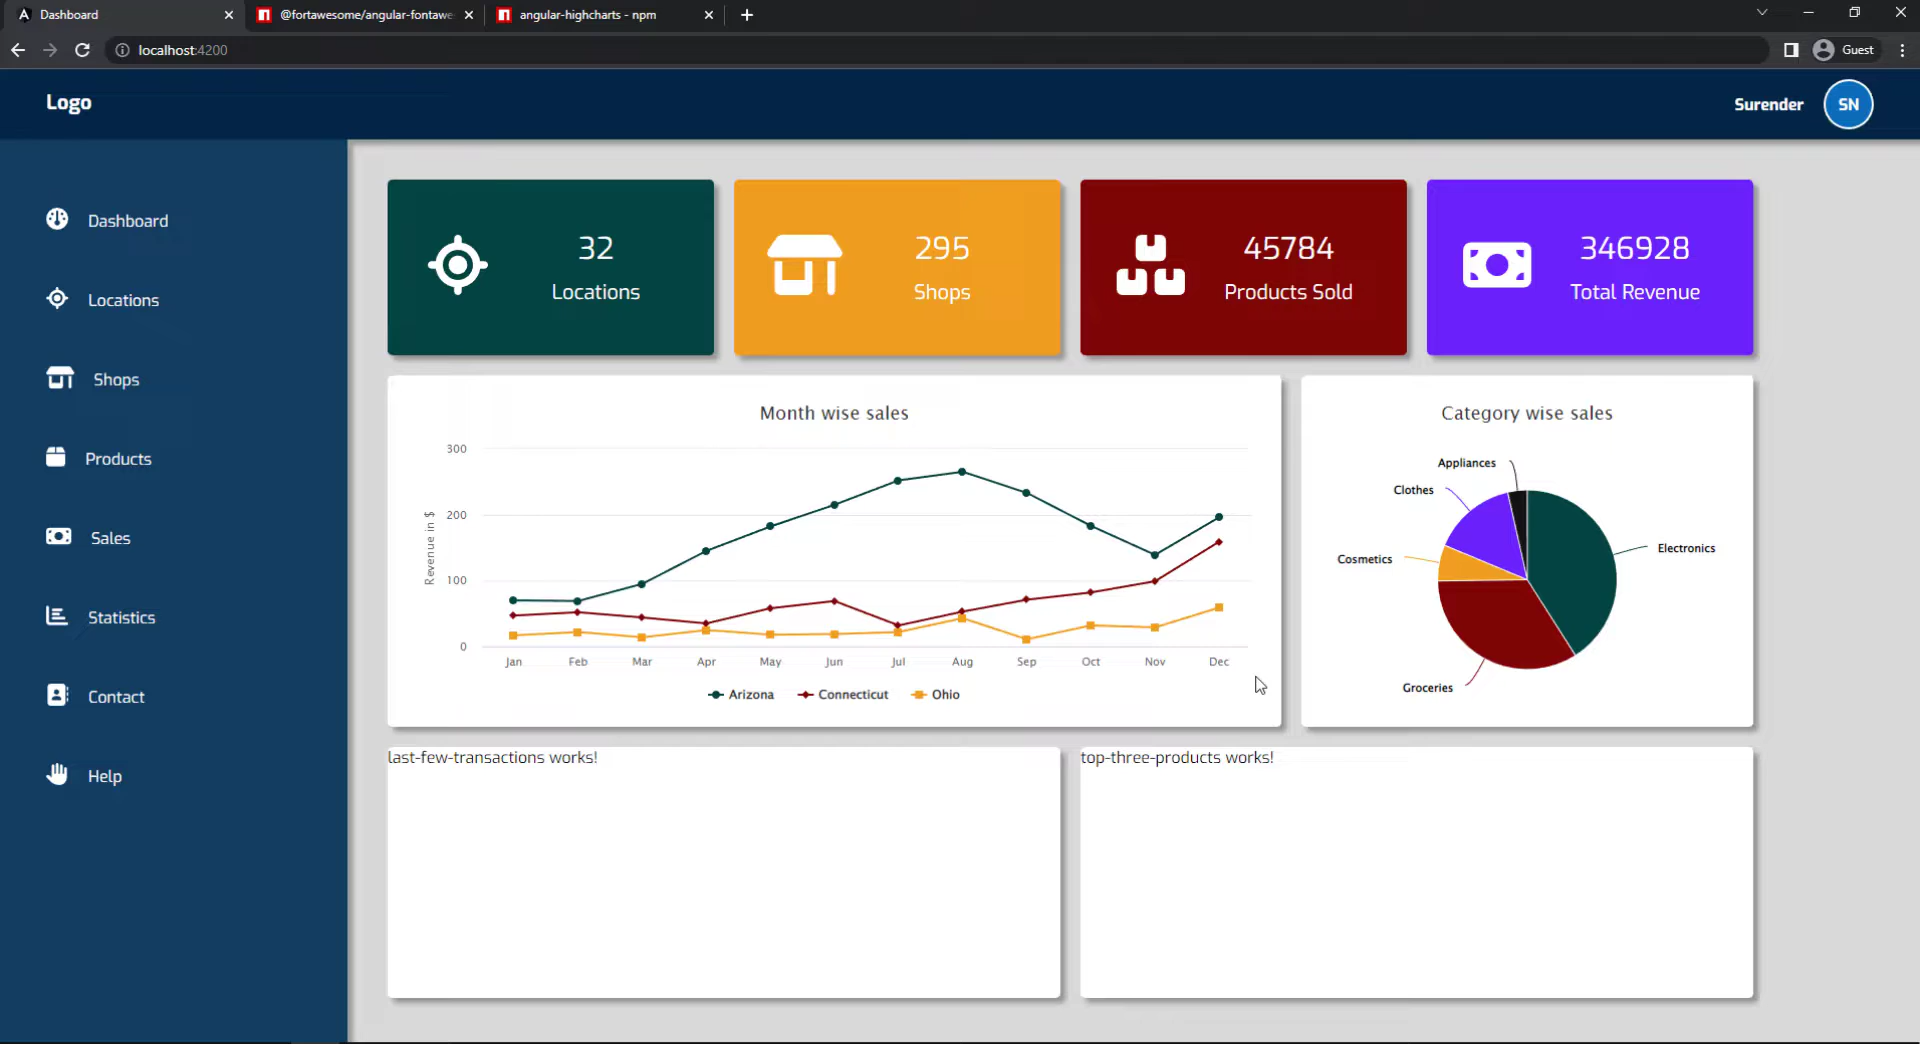 Dashboard
@fortawesome/angular-fontawe
angular-highcharts - npm
localhost:4200
Guest
Logo
Surender
SN
Dashboard
Locations
Shops
Products
Sales
Statistics
Contact
Help
32
Locations
295
Shops
45784
Products Sold
346928
Total Revenue
Month wise sales
Revenue in $
300
200
100
0
Jan Feb Mar Apr May Jun Jul Aug Sep Oct Nov Dec
Arizona Connecticut Ohio
Category wise sales
Appliances
Clothes
Electronics
Cosmetics
Groceries
last-few-transactions works!
top-three-products works!